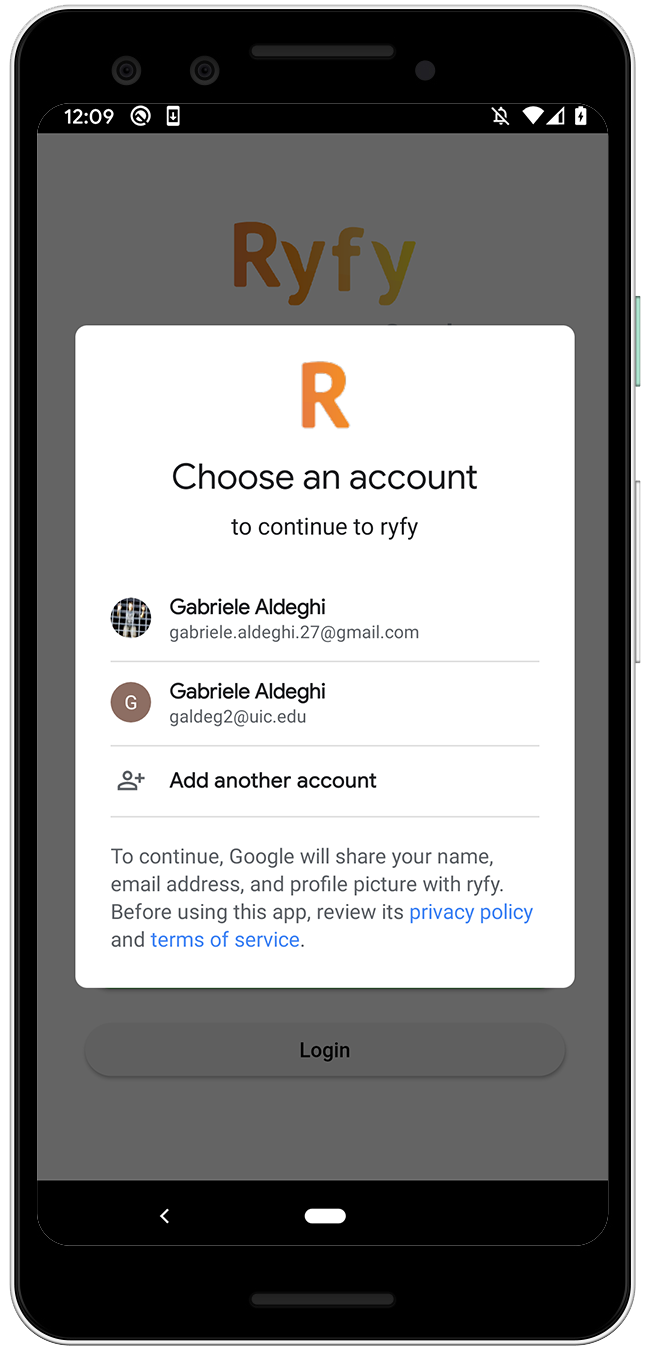 12:09
Ryfy
R
Choose an account
to continue to ryfy
Gabriele Aldeghi
gabriele.aldeghi.27@gmail.com
G
Gabriele Aldeghi
galdeg2@uic.edu
Add another account
To continue, Google will share your name,
email address, and profile picture with ryfy.
Before using this app, review its privacy policy
and terms of service.
Login